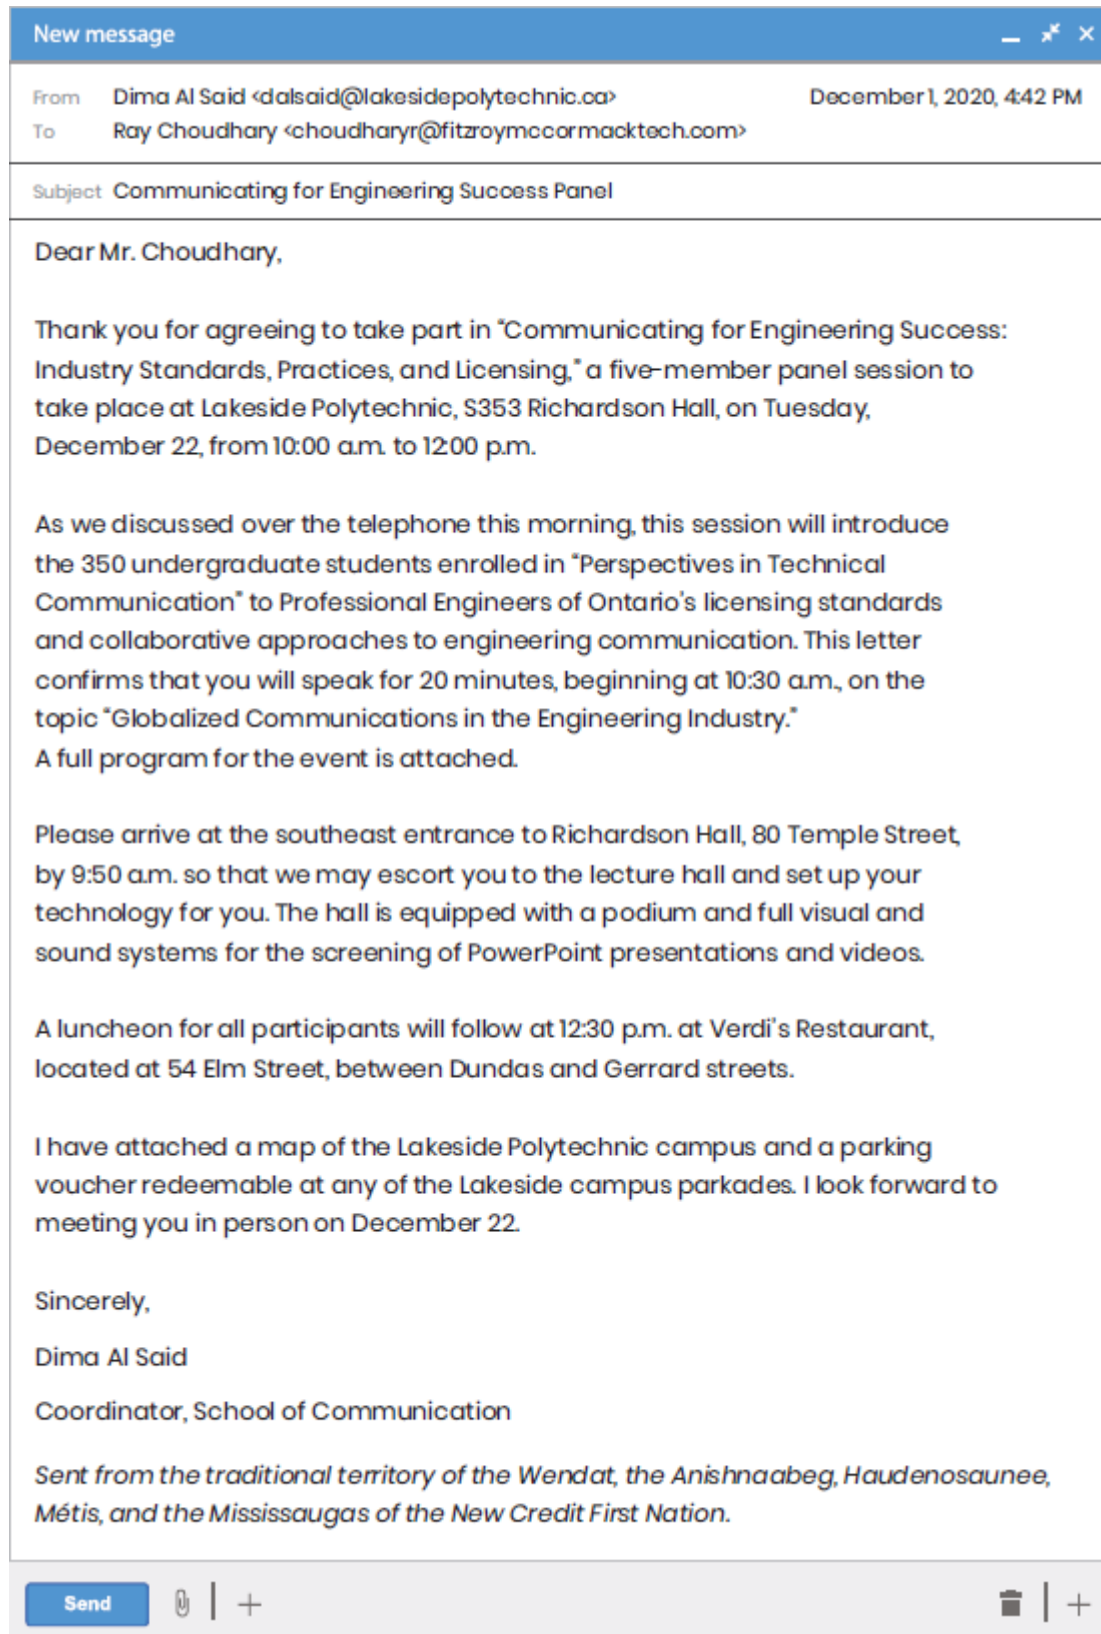 New message
From Dima Al Said <dalsaid@lakesidepolytechnic.ca> December 1, 2020, 4:42 PM
To Ray Choudhary <choudharyr@fitzroymccormacktech.com>
Subject Communicating for Engineering Success Panel
Dear Mr. Choudhary,
Thank you for agreeing to take part in “Communicating for Engineering Success:
Industry Standards, Practices, and Licensing,” a five-member panel session to
take place at Lakeside Polytechnic, S353 Richardson Hall, on Tuesday,
December 22, from 10:00 a.m. to 12:00 p.m.
As we discussed over the telephone this morning, this session will introduce
the 350 undergraduate students enrolled in “Perspectives in Technical
Communication” to Professional Engineers of Ontario's licensing standards
and collaborative approaches to engineering communication. This letter
confirms that you will speak for 20 minutes, beginning at 10:30 a.m., on the
topic “Globalized Communications in the Engineering Industry.”
A full program for the event is attached.
Please arrive at the southeast entrance to Richardson Hall, 80 Temple Street,
by 9:50 a.m. so that we may escort you to the lecture hall and set up your
technology for you. The hall is equipped with a podium and full visual and
sound systems for the screening of PowerPoint presentations and videos.
A luncheon for all participants will follow at 12:30 p.m. at Verdi's Restaurant,
located at 54 Elm Street, between Dundas and Gerrard streets.
I have attached a map of the Lakeside Polytechnic campus and a parking
voucher redeemable at any of the Lakeside campus parkades. I look forward to
meeting you in person on December 22.
Sincerely,
Dima Al Said
Coordinator, School of Communication
Sent from the traditional territory of the Wendat, the Anishnaabeg, Haudenosaunee,
Métis, and the Mississaugas of the New Credit First Nation.
Send